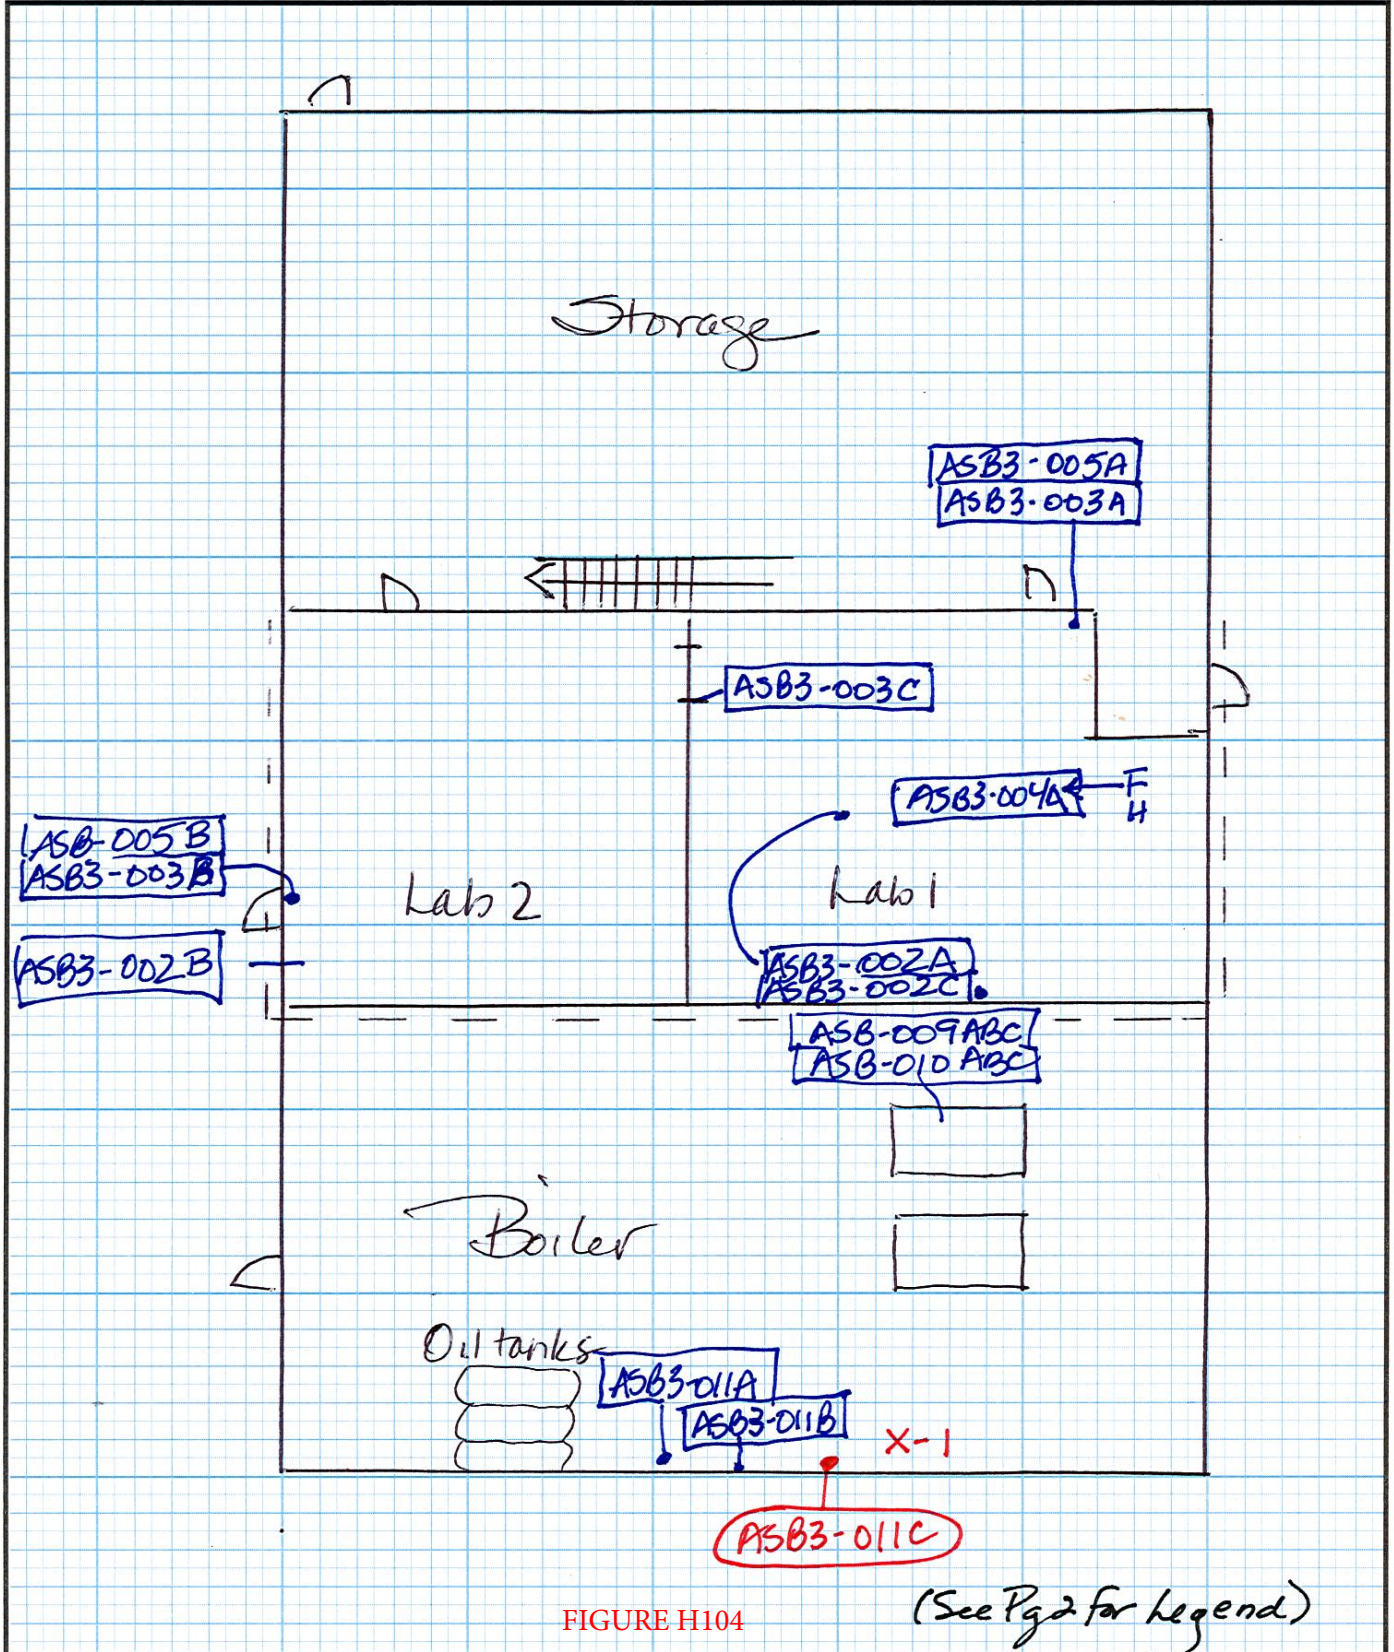 Storage
ASB3-005A
ASB3-003A
ASB3-003C
ASB3-004A
F
H
ASB-005B
ASB3-003B
Lab 2
Lab 1
ASB3-002B
ASB3-002A
ASB3-002C
ASB-009ABC
ASB-010 ABC
Boiler
Oil tanks
ASB3-011A
ASB3-011B
X-1
ASB3-011C
(See Pg 2 for Legend)
FIGURE H104